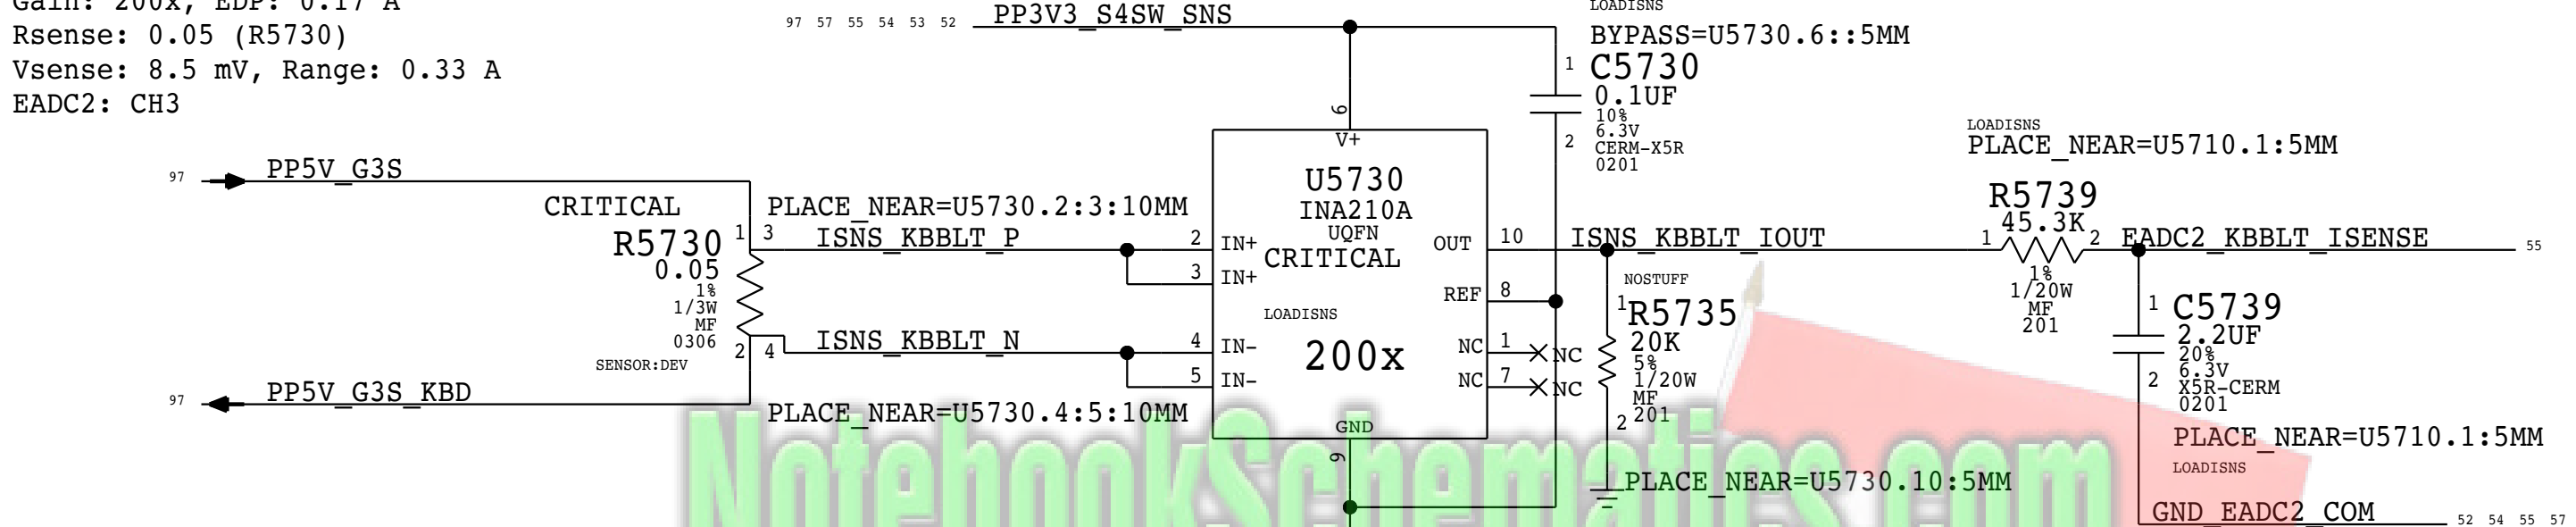 Gain: 200x, EDP: 0.17 A
Rsense: 0.05 (R5730)
Vsense: 8.5 mV, Range: 0.33 A
EADC2: CH3
97 57 55 54 53 52 PP3V3_S4SW_SNS
LOADISNS
BYPASS=U5730.6::5MM
1 C5730
0.1UF
10%
6.3V
2 CERM-X5R
0201
6
V+
U5730
INA210A
UQFN
CRITICAL
LOADISNS
200x
GND
9
97 PP5V_G3S
CRITICAL
R5730
0.05
1%
1/3W
MF
0306
SENSOR:DEV
1 3
2 4
PLACE_NEAR=U5730.2:3:10MM
ISNS_KBBLT_P
2 IN+
3 IN+
ISNS_KBBLT_N
4 IN-
5 IN-
97 PP5V_G3S_KBD
PLACE_NEAR=U5730.4:5:10MM
OUT 10 ISNS_KBBLT_IOUT
REF 8
NC 1 NC
NC 7 NC
NOSTUFF
1 R5735
20K
5%
1/20W
MF
201
2
PLACE_NEAR=U5730.10:5MM
LOADISNS
PLACE_NEAR=U5710.1:5MM
R5739
45.3K
1 2 EADC2_KBBLT_ISENSE 55
1%
1/20W
MF
201
1 C5739
2.2UF
20%
6.3V
2 X5R-CERM
0201
PLACE_NEAR=U5710.1:5MM
LOADISNS
GND_EADC2_COM 52 54 55 57
NotebookSchematics.com